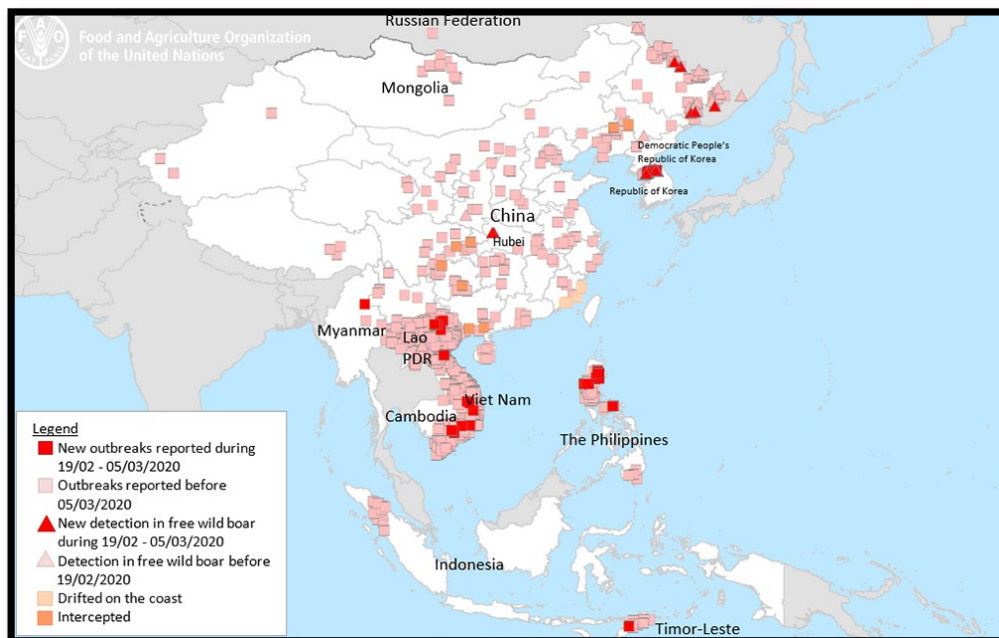 Russian Federation
Food and Agriculture Organization
of the United Nations
F A O
FIAT PANIS
Mongolia
Democratic People's
Republic of Korea
Republic of Korea
China
Hubei
Myanmar
Lao
PDR
Viet Nam
Cambodia
The Philippines
Indonesia
Timor-Leste
Legend
New outbreaks reported during
19/02 - 05/03/2020
Outbreaks reported before
05/03/2020
New detection in free wild boar
during 19/02 - 05/03/2020
Detection in free wild boar before
19/02/2020
Drifted on the coast
Intercepted